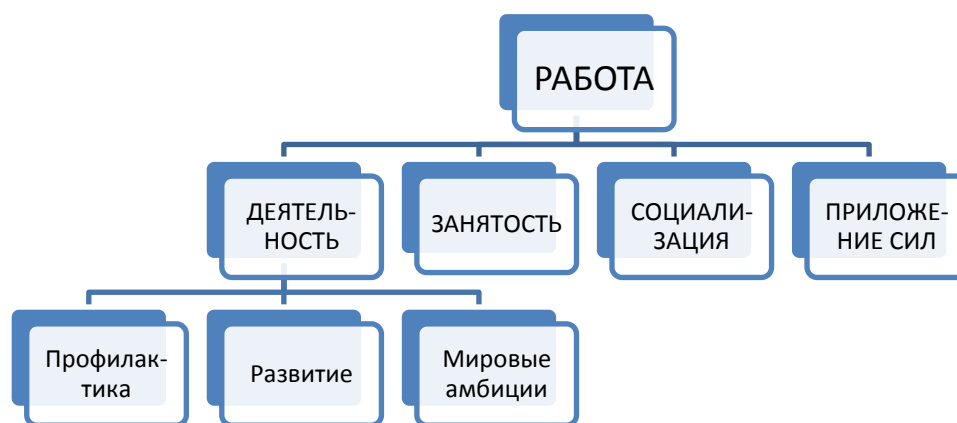 РАБОТА
ДЕЯТЕЛЬ-
НОСТЬ
ЗАНЯТОСТЬ
СОЦИАЛИ-
ЗАЦИЯ
ПРИЛОЖЕ-
НИЕ СИЛ
Профилак-
тика
Развитие
Мировые
амбиции